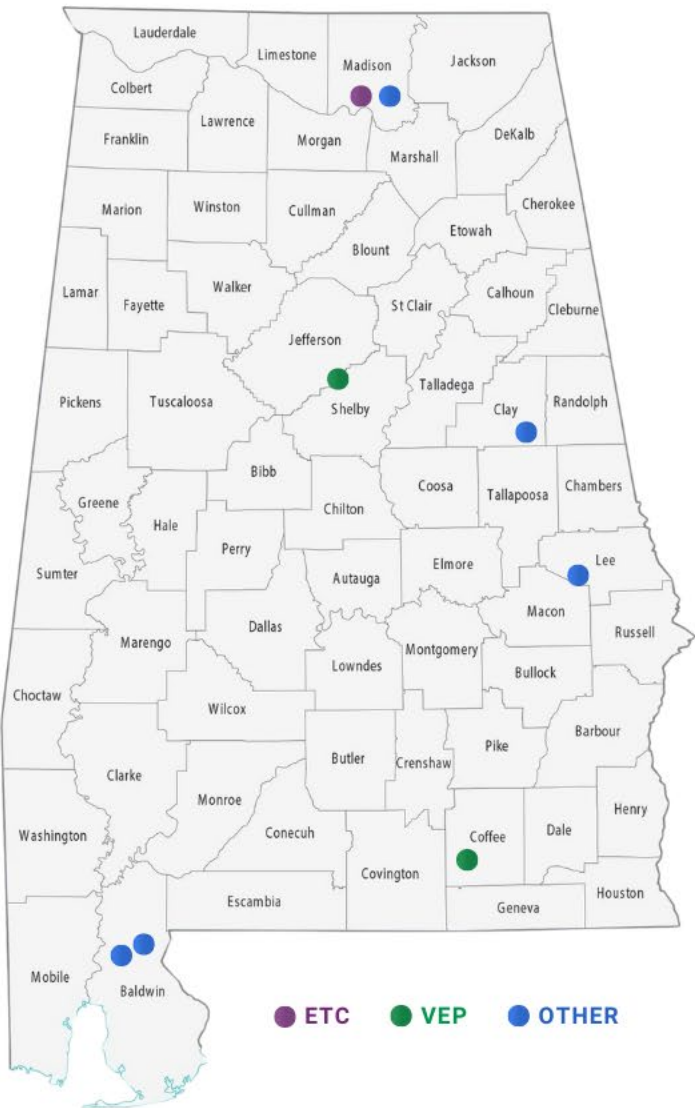 Lauderdale
Limestone
Madison
Jackson
Colbert
Lawrence
Franklin
Morgan
Marshall
DeKalb
Marion
Winston
Cullman
Cherokee
Etowah
Blount
Lamar
Fayette
Walker
St Clair
Calhoun
Cleburne
Jefferson
Pickens
Tuscaloosa
Shelby
Talladega
Clay
Randolph
Bibb
Greene
Hale
Chilton
Coosa
Tallapoosa
Chambers
Perry
Sumter
Autauga
Elmore
Lee
Marengo
Dallas
Macon
Russell
Lowndes
Montgomery
Bullock
Choctaw
Wilcox
Clarke
Butler
Crenshaw
Pike
Barbour
Monroe
Washington
Conecuh
Coffee
Dale
Henry
Covington
Escambia
Geneva
Houston
Mobile
Baldwin
ETC VEP OTHER